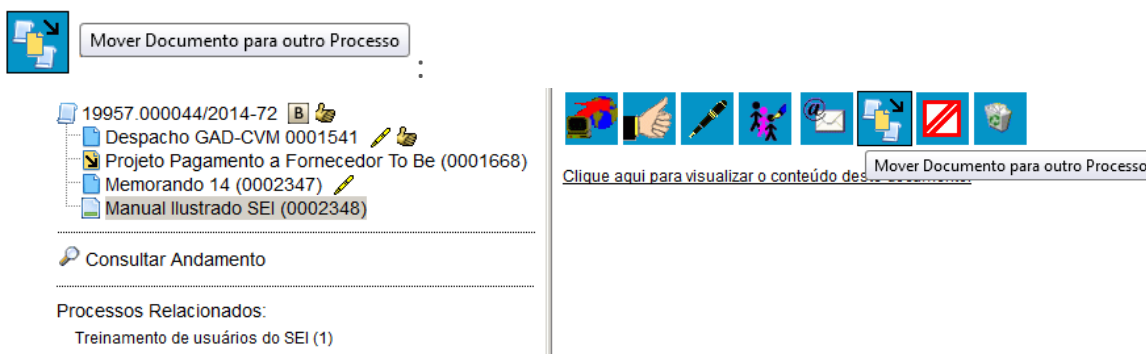 Mover Documento para outro Processo
:
19957.000044/2014-72 B
Despacho GAD-CVM 0001541
Projeto Pagamento a Fornecedor To Be (0001668)
Memorando 14 (0002347)
Manual Ilustrado SEI (0002348)
Consultar Andamento
Processos Relacionados:
Treinamento de usuários do SEI (1)
@
Mover Documento para outro Processo
Clique aqui para visualizar o conteúdo deste documento.